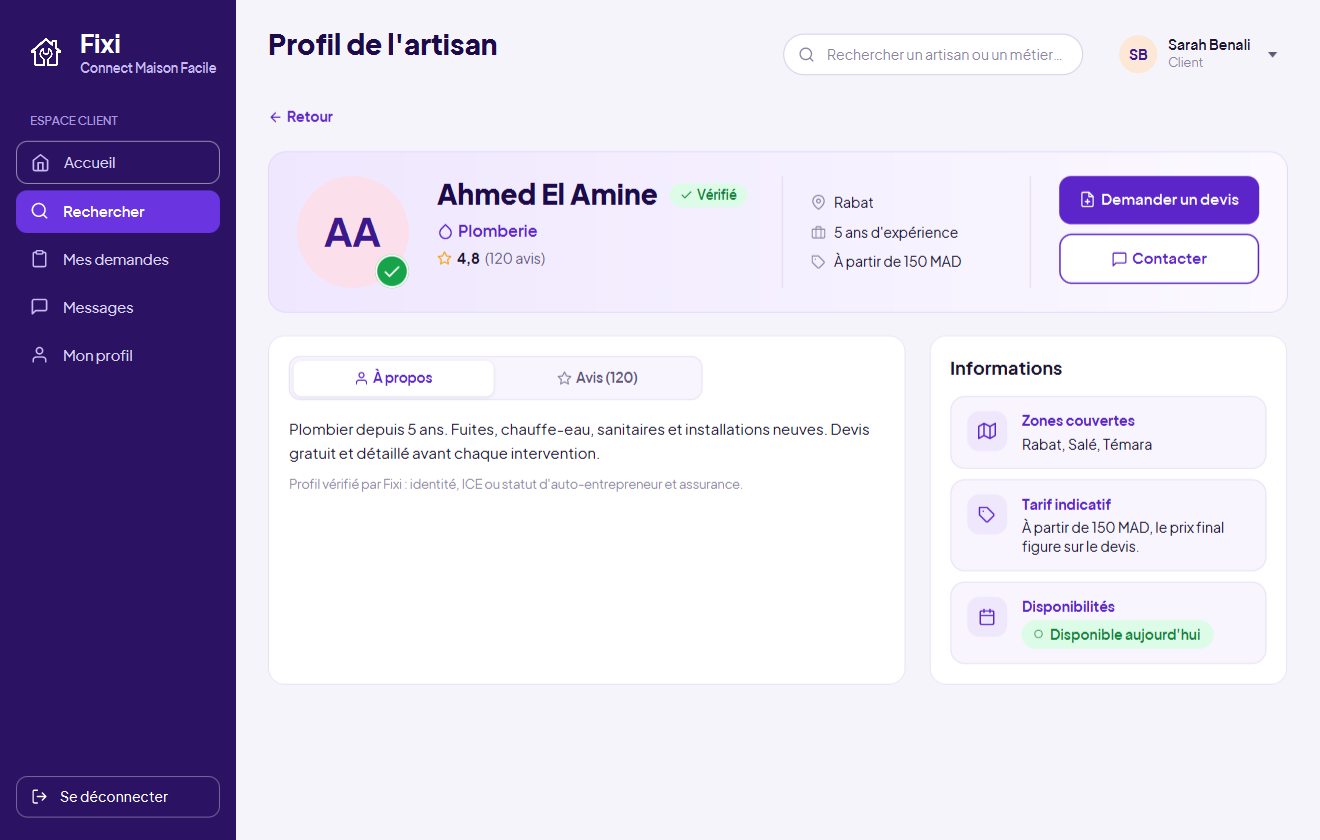 Fixi
Connect Maison Facile
ESPACE CLIENT
Accueil
Rechercher
Mes demandes
Messages
Mon profil
Se déconnecter
Profil de l'artisan
Rechercher un artisan ou un métier...
SB
Sarah Benali
Client
← Retour
AA
Ahmed El Amine
Vérifié
Plomberie
4,8 (120 avis)
Rabat
5 ans d'expérience
À partir de 150 MAD
Demander un devis
Contacter
À propos
Avis (120)
Plombier depuis 5 ans. Fuites, chauffe-eau, sanitaires et installations neuves. Devis
gratuit et détaillé avant chaque intervention.
Profil vérifié par Fixi : identité, ICE ou statut d'auto-entrepreneur et assurance.
Informations
Zones couvertes
Rabat, Salé, Témara
Tarif indicatif
À partir de 150 MAD, le prix final
figure sur le devis.
Disponibilités
Disponible aujourd'hui